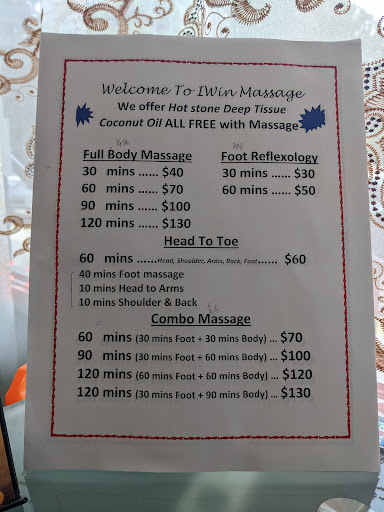 Welcome To IWin Massage
We offer Hot stone Deep Tissue
Coconut Oil ALL FREE with Massage
Full Body Massage
30 mins ...... $40
60 mins ...... $70
90 mins ...... $100
120 mins ...... $130
Foot Reflexology
30 mins ...... $30
60 mins ...... $50
Head To Toe
60 mins ......Head, Shoulder, Arms, Back, Foot...... $60
40 mins Foot massage
10 mins Head to Arms
10 mins Shoulder & Back
Combo Massage
60 mins (30 mins Foot + 30 mins Body) ... $70
90 mins (30 mins Foot + 60 mins Body) ... $100
120 mins (60 mins Foot + 60 mins Body) ... $120
120 mins (30 mins Foot + 90 mins Body) ... $130